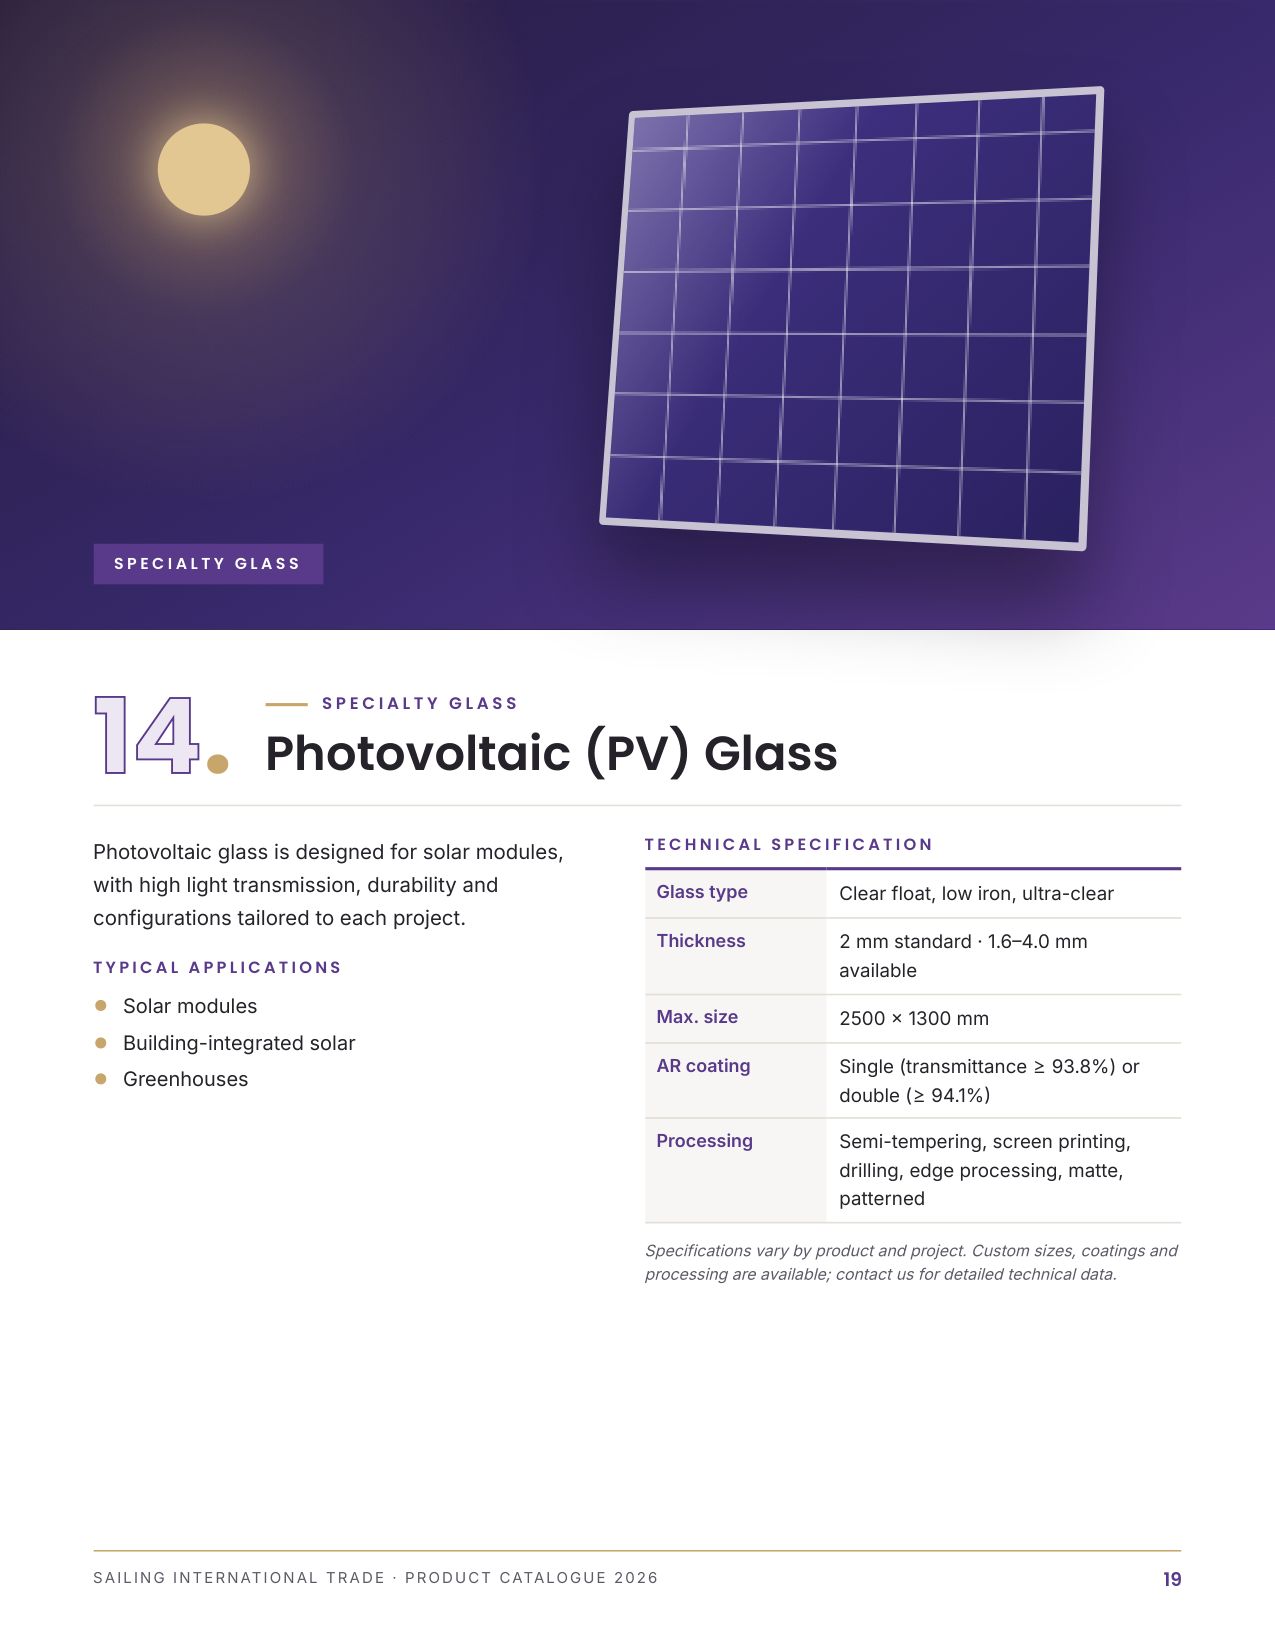 SPECIALTY GLASS
14.
SPECIALTY GLASS
Photovoltaic (PV) Glass
Photovoltaic glass is designed for solar modules,
with high light transmission, durability and
configurations tailored to each project.
TYPICAL APPLICATIONS
Solar modules
Building-integrated solar
Greenhouses
TECHNICAL SPECIFICATION
Glass type Clear float, low iron, ultra-clear
Thickness 2 mm standard · 1.6–4.0 mm
available
Max. size 2500 × 1300 mm
AR coating Single (transmittance ≥ 93.8%) or
double (≥ 94.1%)
Processing Semi-tempering, screen printing,
drilling, edge processing, matte,
patterned
Specifications vary by product and project. Custom sizes, coatings and
processing are available; contact us for detailed technical data.
SAILING INTERNATIONAL TRADE · PRODUCT CATALOGUE 2026 19